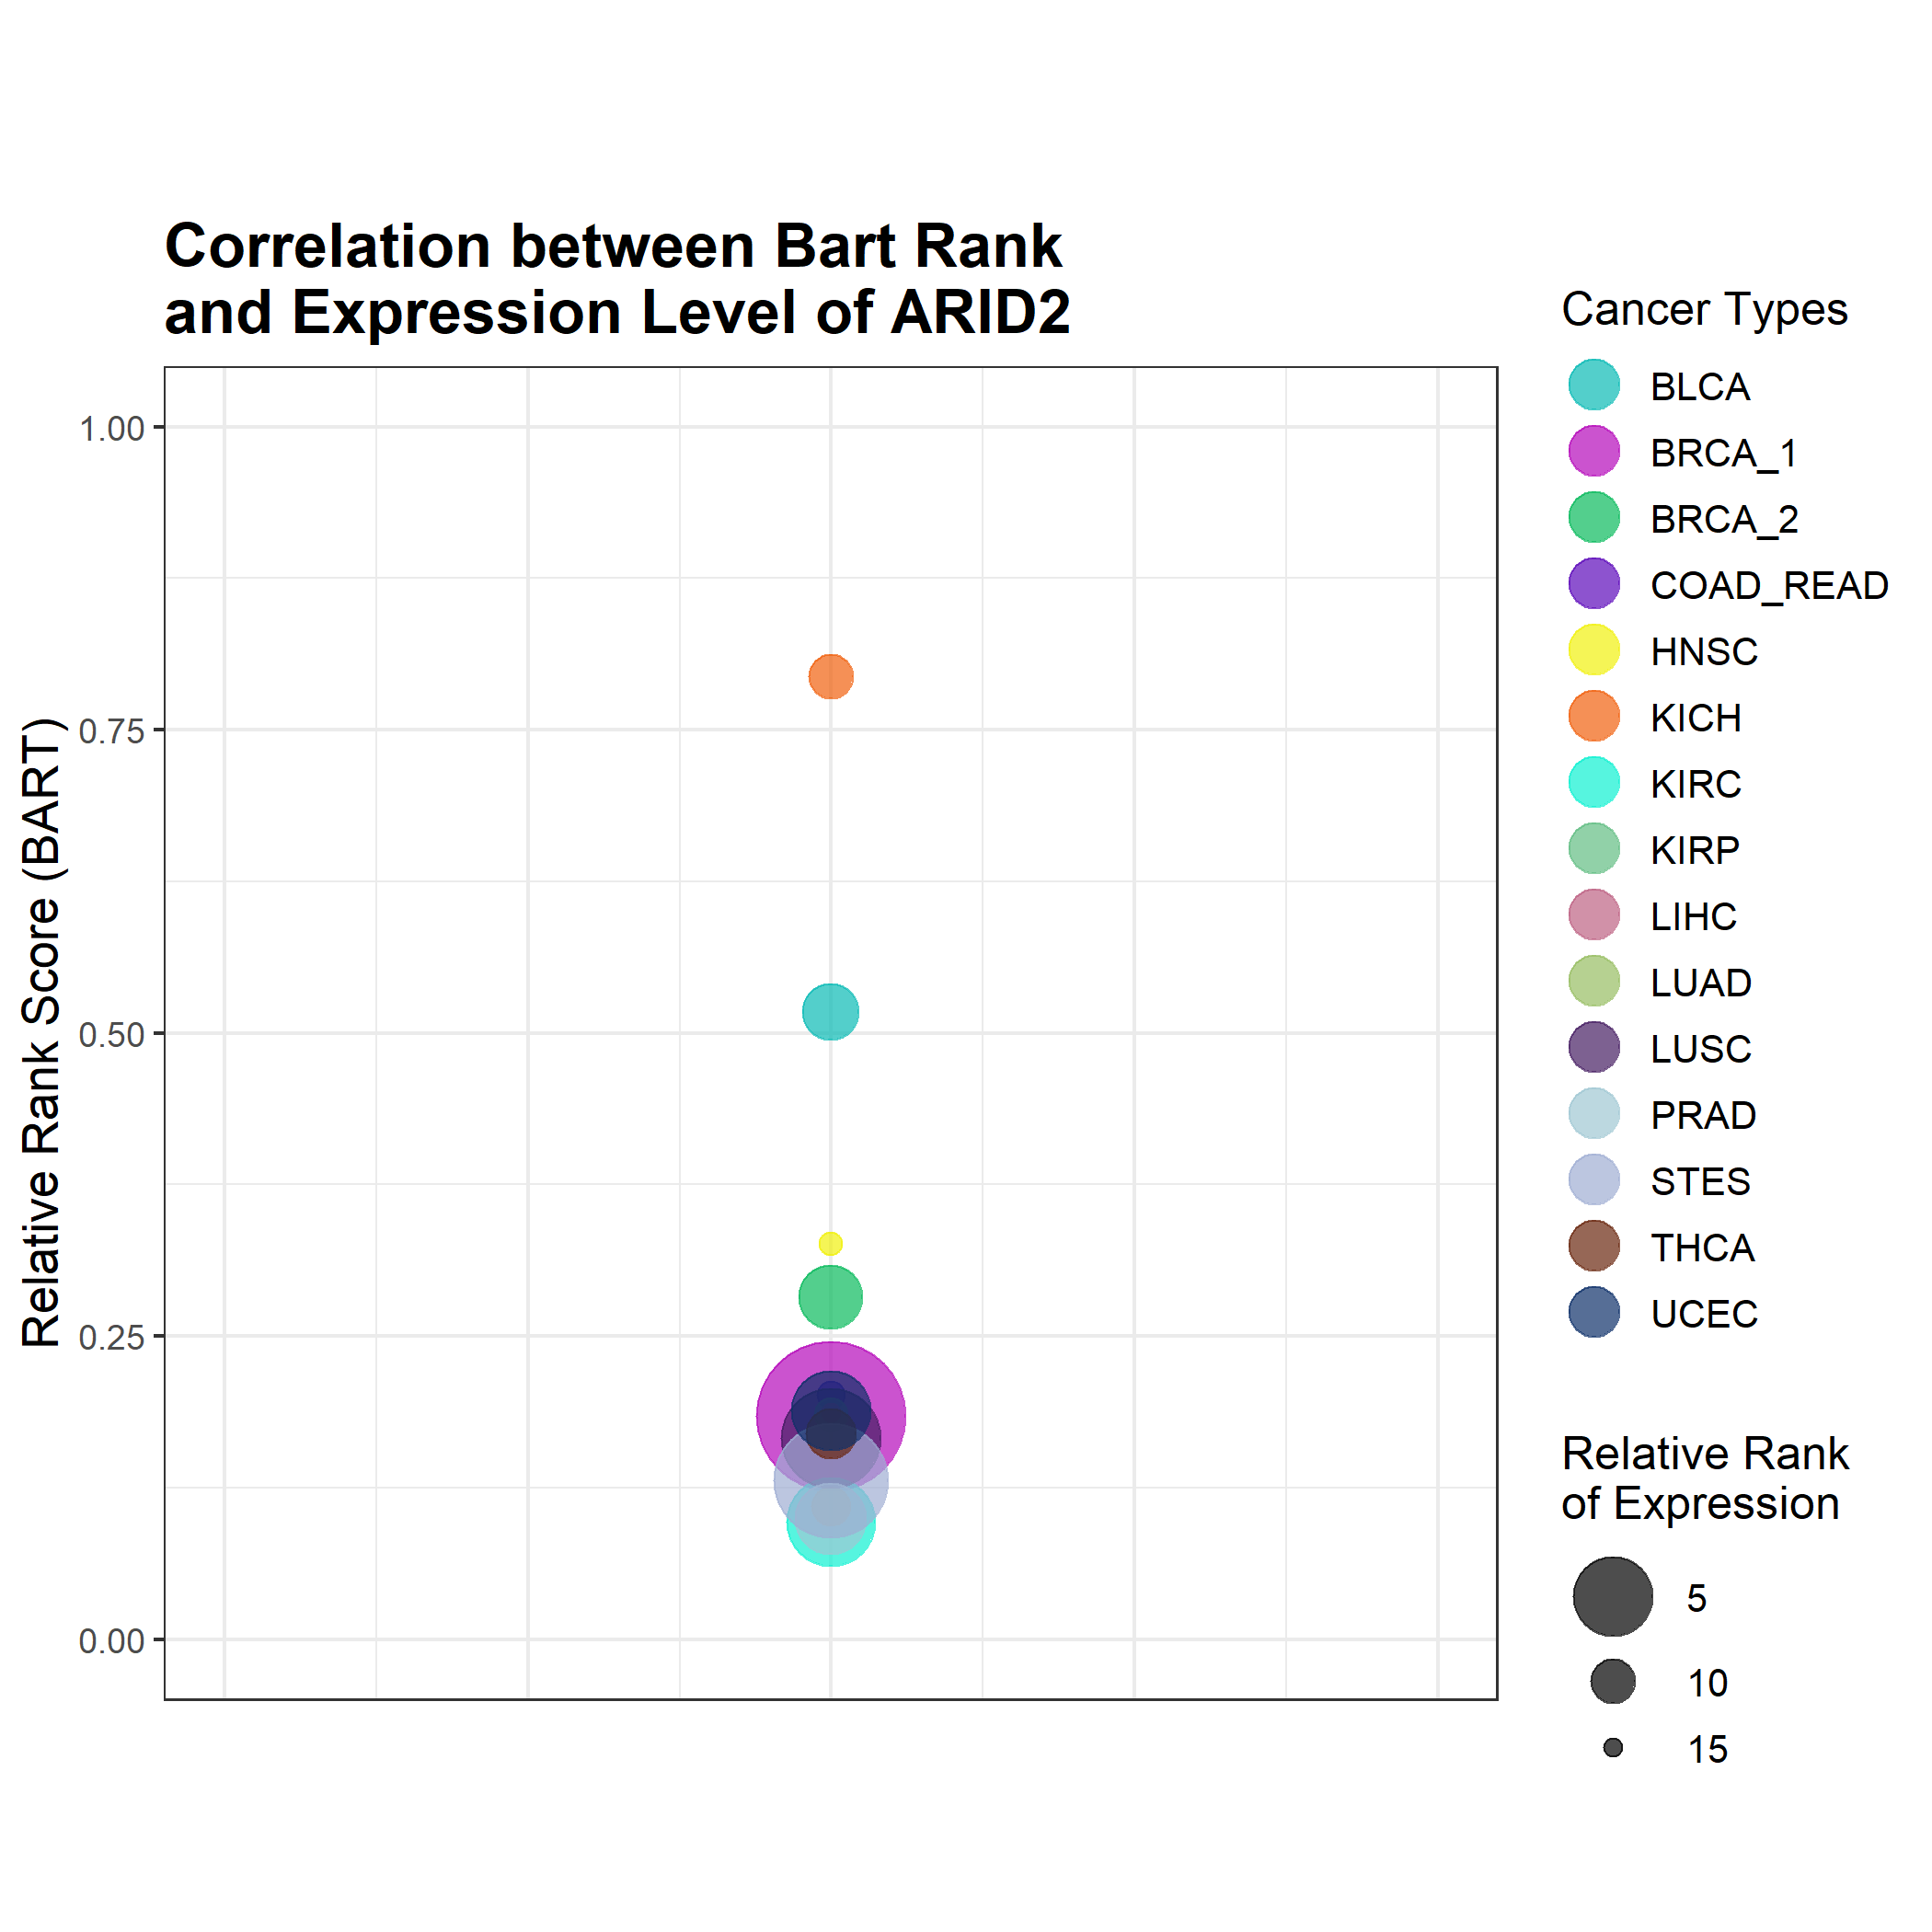 Correlation between Bart Rank
and Expression Level of ARID2
Relative Rank Score (BART)
1.00
0.75
0.50
0.25
0.00
Cancer Types
BLCA
BRCA_1
BRCA_2
COAD_READ
HNSC
KICH
KIRC
KIRP
LIHC
LUAD
LUSC
PRAD
STES
THCA
UCEC
Relative Rank
of Expression
5
10
15